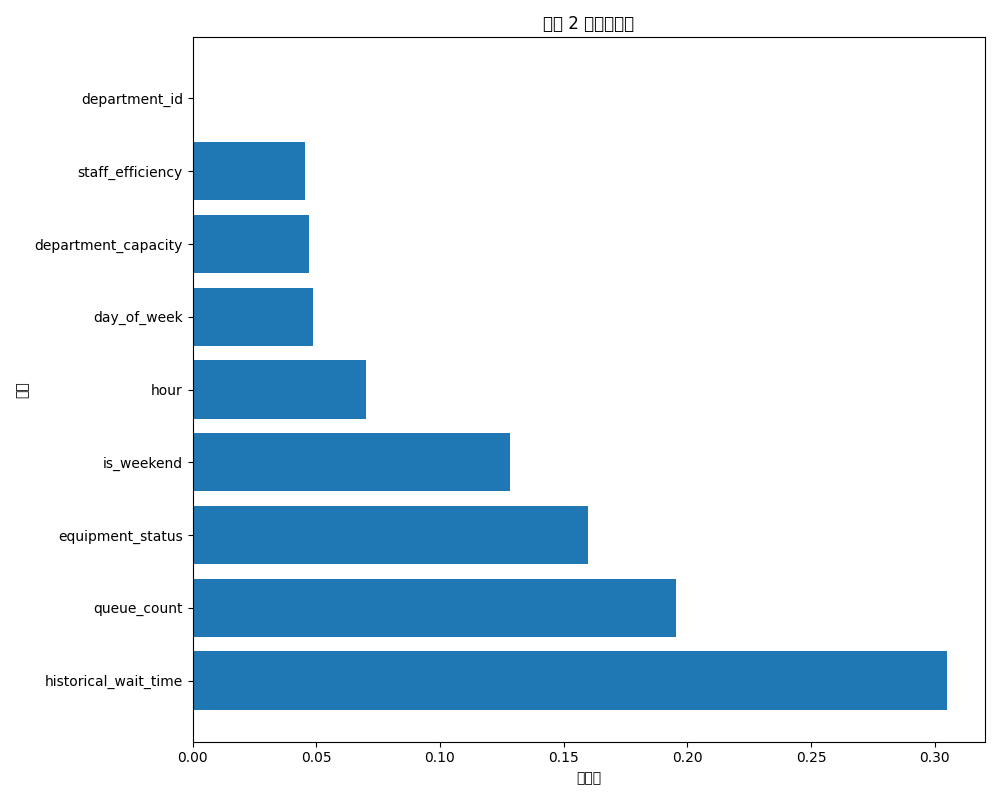 2
department_id
staff_efficiency
department_capacity
day_of_week
hour
is_weekend
equipment_status
queue_count
historical_wait_time
0.00 0.05 0.10 0.15 0.20 0.25 0.30